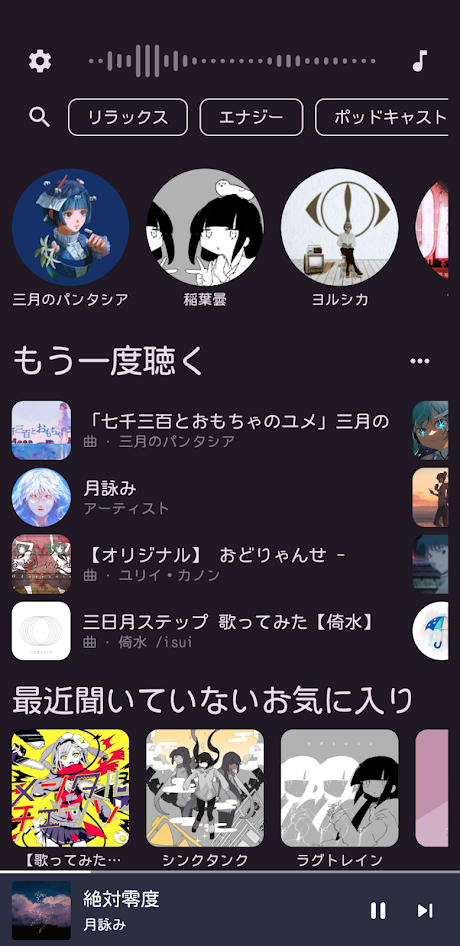 リラックス
エナジー
ポッドキャスト
三月のパンタシア
稲葉曇
ヨルシカ
もう一度聴く
「七千三百とおもちゃのユメ」三月の
曲 · 三月のパンタシア
月詠み
アーティスト
【オリジナル】 おどりゃんせ -
曲 · ユリイ・カノン
三日月ステップ 歌ってみた【倚水】
曲 · 倚水 /isui
最近聞いていないお気に入り
【歌ってみた…
シンクタンク
ラグトレイン
絶対零度
月詠み